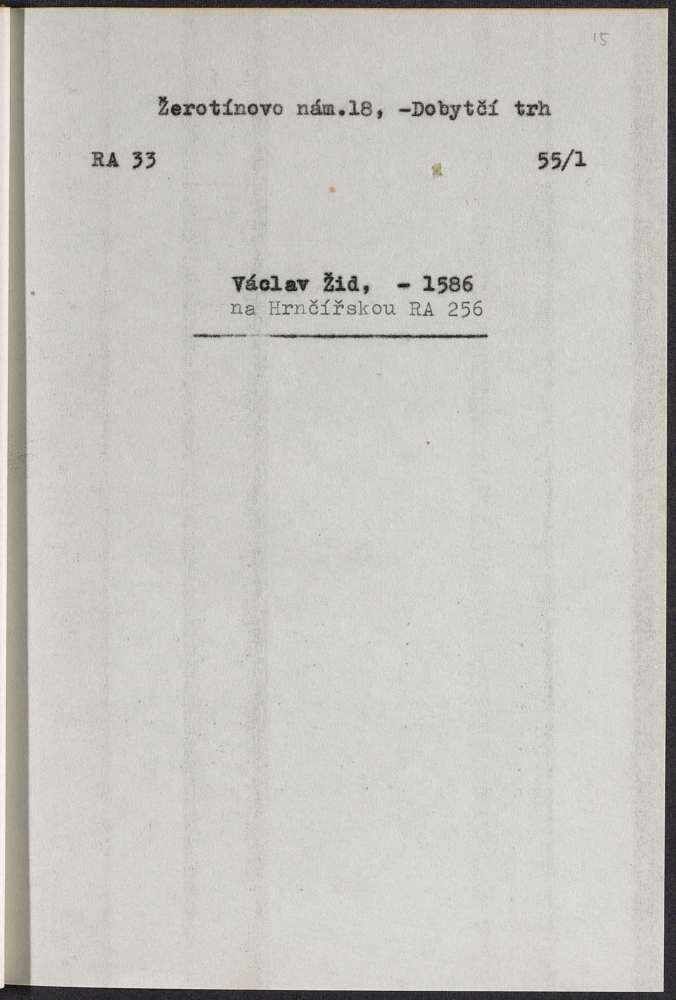 15
Žerotínovo nám.18, -Dobytčí trh
RA 33 55/1
Václav Žid, - 1586
na Hrnčířskou RA 256